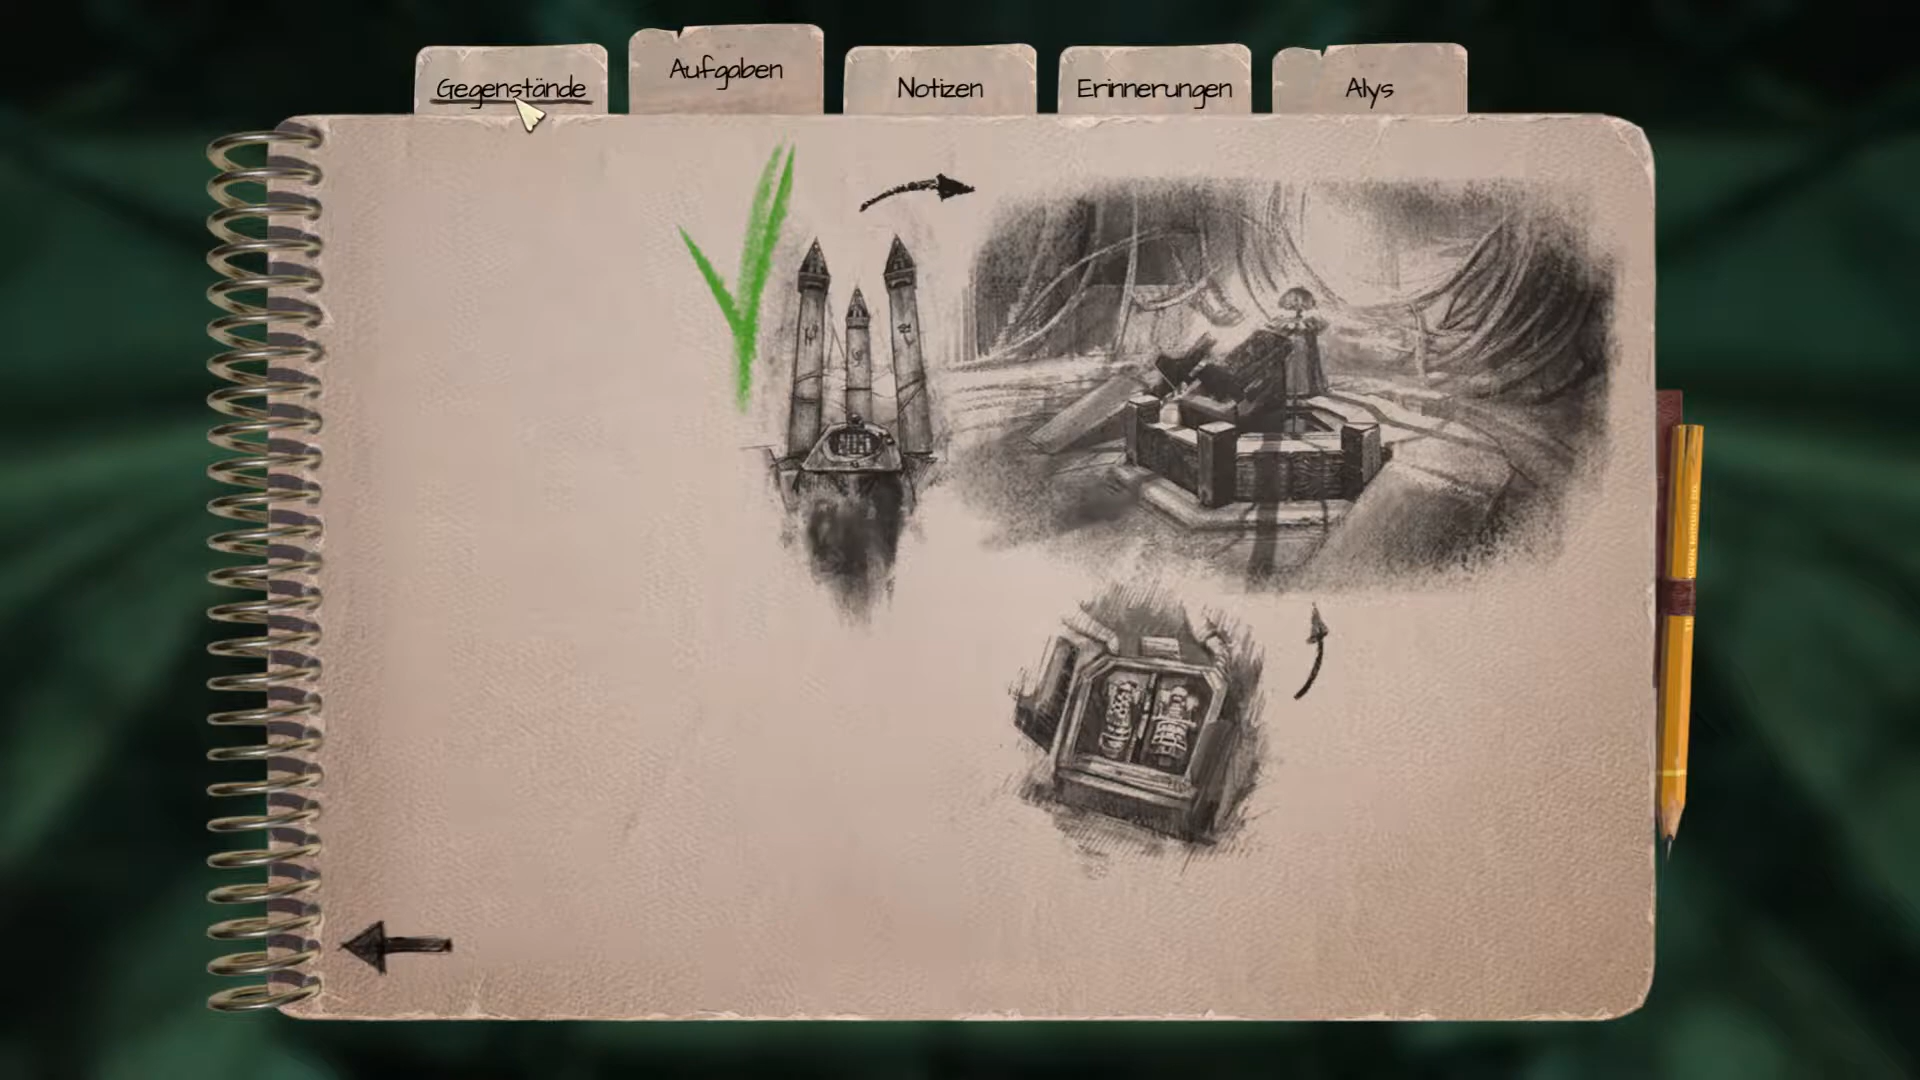 Gegenstände
Aufgaben
Notizen
Erinnerungen
Alys